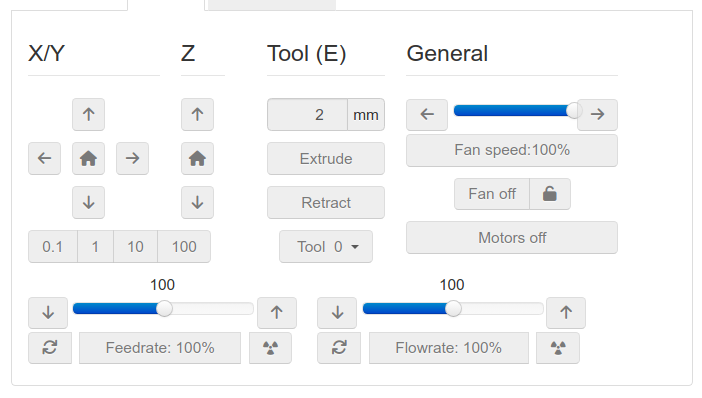 X/Y
Z
Tool (E)
General
2 mm
Extrude
Fan speed:100%
Retract
Fan off
0.1 1 10 100
Tool 0
Motors off
100
100
Feedrate: 100%
Flowrate: 100%